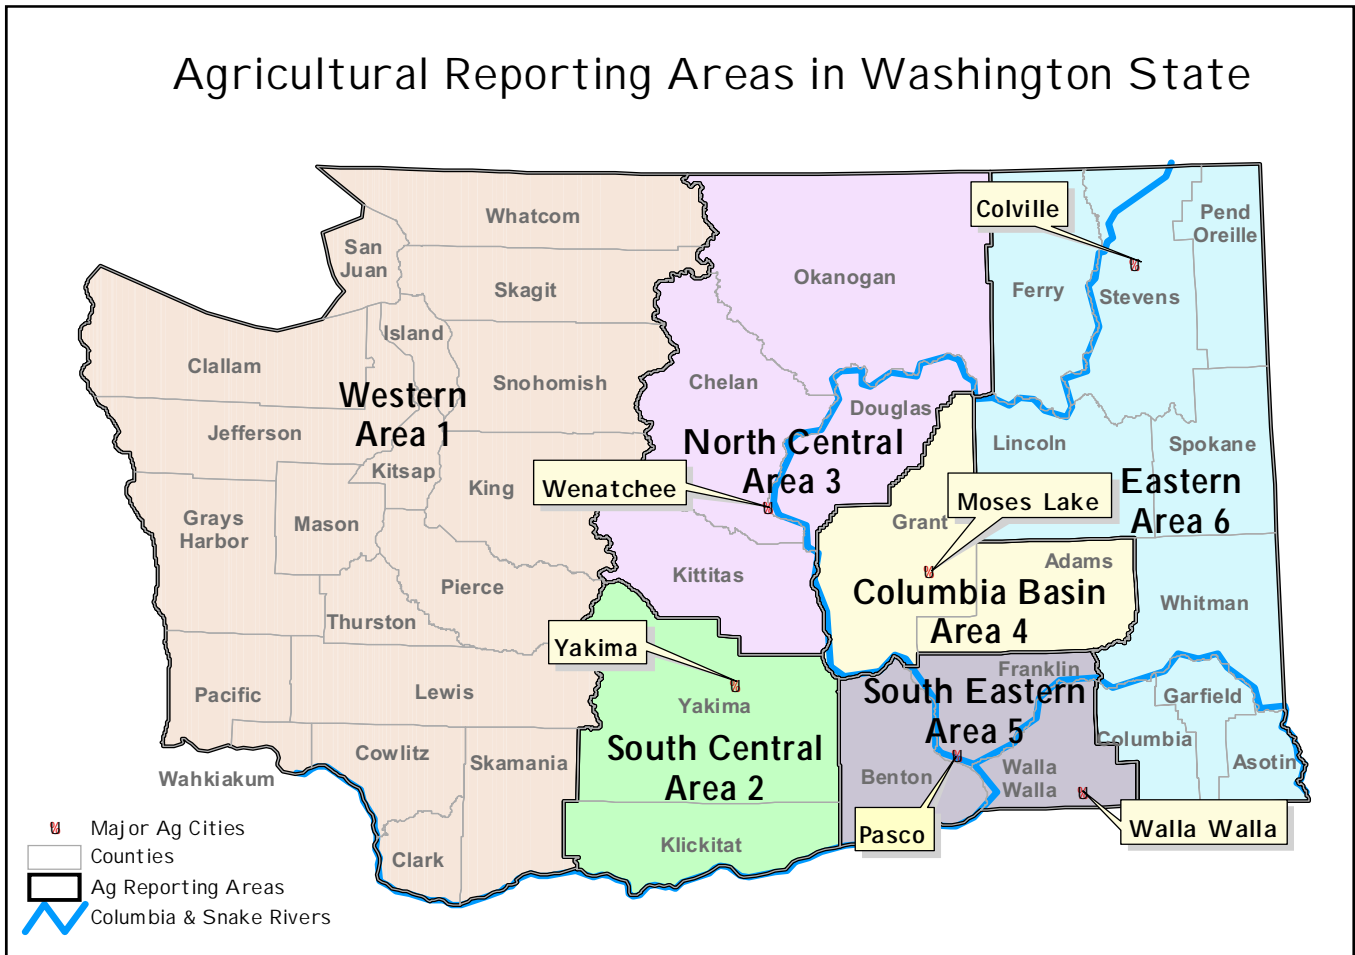 Agricultural Reporting Areas in Washington State
Colville
Whatcom
Pend
Oreille
San
Juan
Okanogan
Skagit
Ferry
Stevens
Island
Clallam
Chelan
Snohomish
Western
Area 1
Douglas
Jefferson
North Central
Area 3
Lincoln
Spokane
Kitsap
King
Wenatchee
Moses Lake
Eastern
Area 6
Grays
Harbor
Mason
Grant
Adams
Kittitas
Pierce
Columbia Basin
Area 4
Whitman
Thurston
Yakima
Franklin
Pacific
Lewis
Yakima
South Eastern
Area 5
Garfield
Cowlitz
Skamania
South Central
Area 2
Columbia
Asotin
Wahkiakum
Benton
Walla
Walla
Pasco
Walla Walla
Clark
Klickitat
Major Ag Cities
Counties
Ag Reporting Areas
Columbia & Snake Rivers